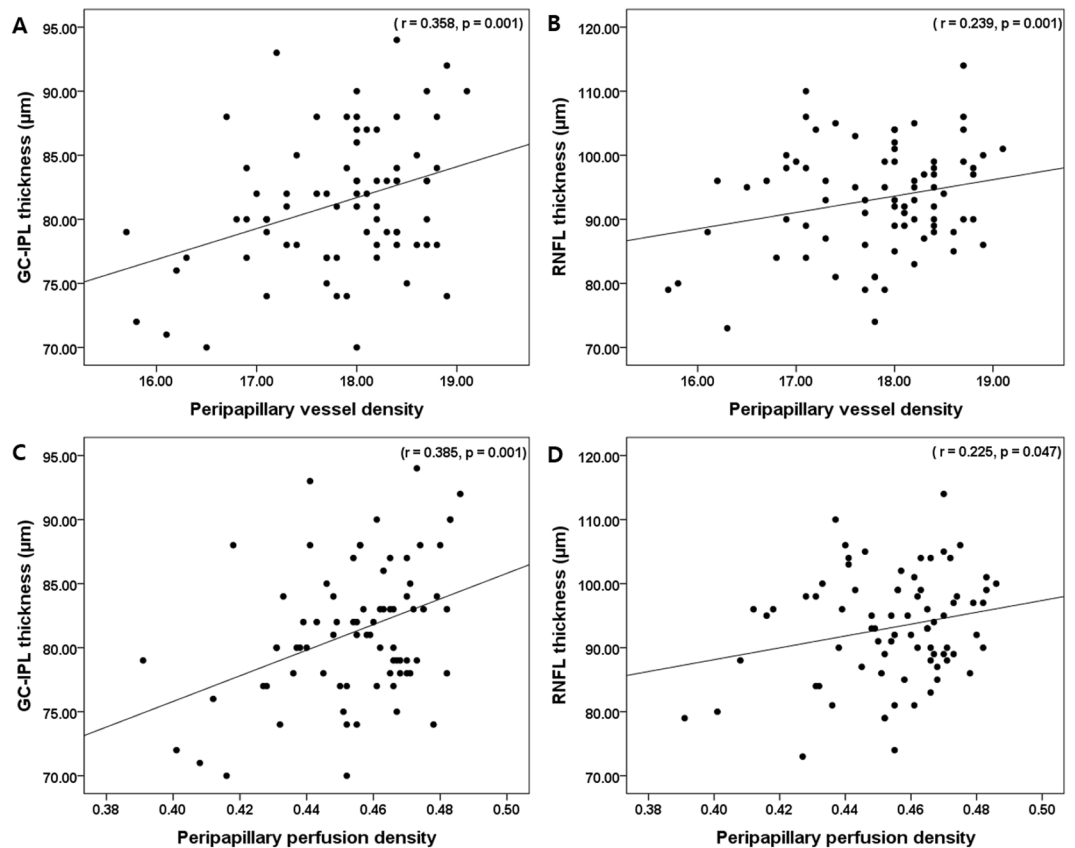 A
( r = 0.358, p = 0.001)
95.00
90.00
85.00
80.00
75.00
70.00
GC-IPL thickness (μm)
16.00 17.00 18.00 19.00
Peripapillary vessel density
B
( r = 0.239, p = 0.001)
120.00
110.00
100.00
90.00
80.00
70.00
RNFL thickness (μm)
16.00 17.00 18.00 19.00
Peripapillary vessel density
C
(r = 0.385, p = 0.001)
95.00
90.00
85.00
80.00
75.00
70.00
GC-IPL thickness (μm)
0.38 0.40 0.42 0.44 0.46 0.48 0.50
Peripapillary perfusion density
D
( r = 0.225, p = 0.047)
120.00
110.00
100.00
90.00
80.00
70.00
RNFL thickness (μm)
0.38 0.40 0.42 0.45 0.46 0.48 0.50
Peripapillary perfusion density